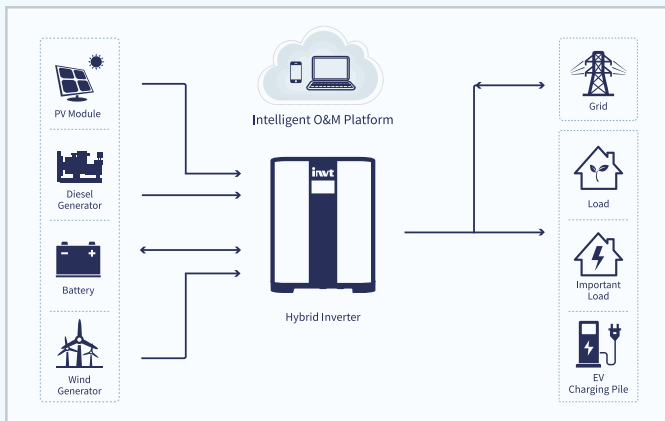 PV Module
Diesel
Generator
Battery
Wind
Generator
Intelligent O&M Platform
invt
Hybrid Inverter
Grid
Load
Important
Load
EV
Charging Pile